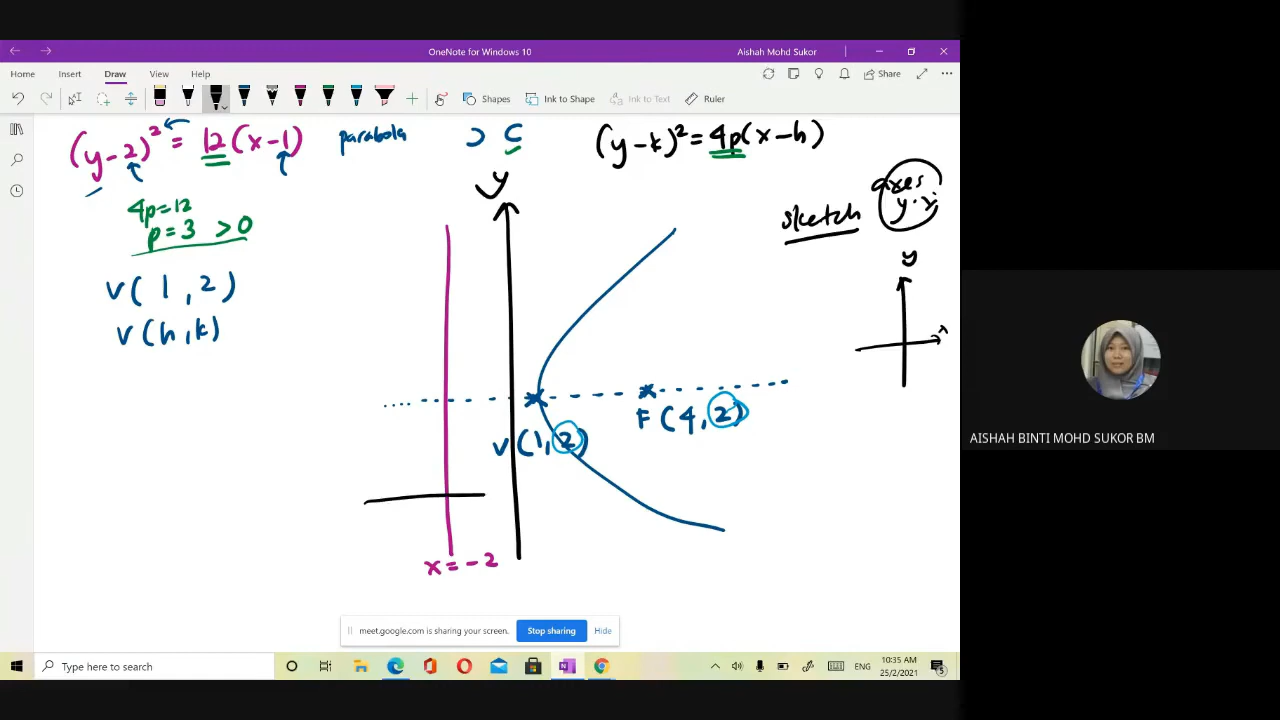 OneNote for Windows 10
Aishah Mohd Sukor
Home Insert Draw View Help
Share
Shapes Ink to Shape Ink to Text Ruler
(y-2)² = 12(x-1) parabola ⊃ C (y-k)² = 4p(x-h)
4p=12
p=3 >0
V(1,2)
V(h,k)
y
sketch
axes
y.x
y
x
F(4,2)
V(1,2)
x=-2
meet.google.com is sharing your screen. Stop sharing Hide
Type here to search
ENG
10:35 AM
25/2/2021
5
AISHAH BINTI MOHD SUKOR BM